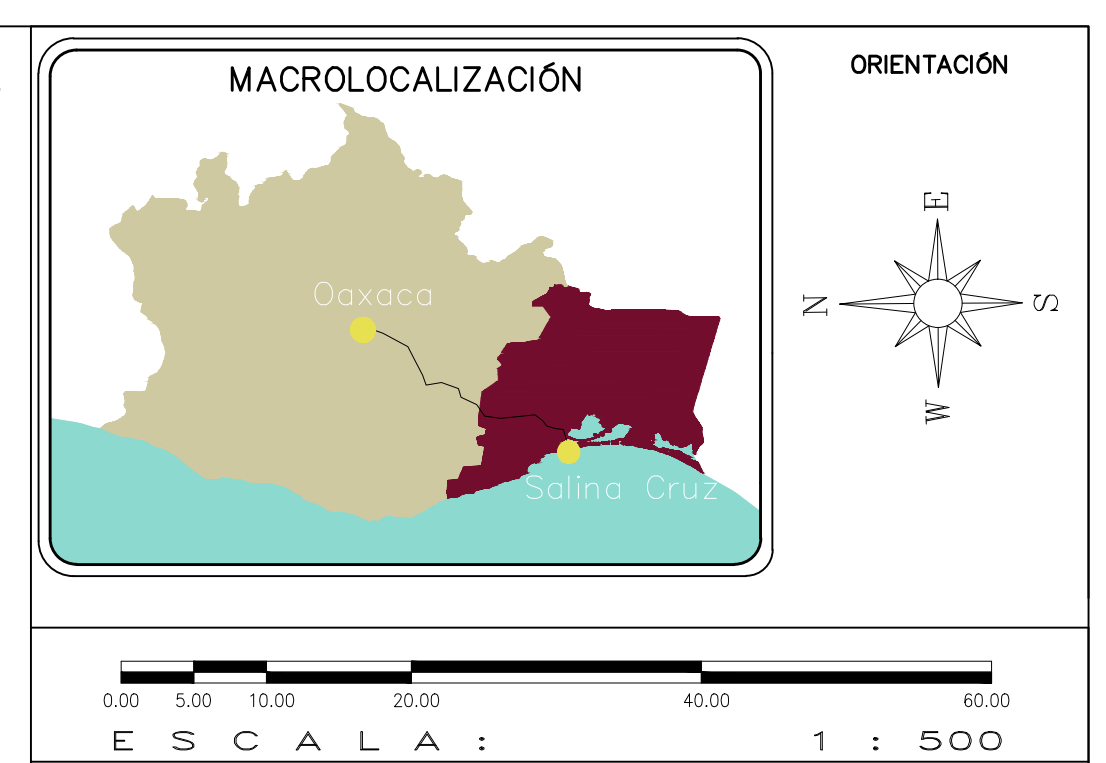 MACROLOCALIZACIÓN
ORIENTACIÓN
E
N
S
W
Oaxaca
Salina Cruz
0.00 5.00 10.00 20.00 40.00 60.00
ESCALA: 1 : 500